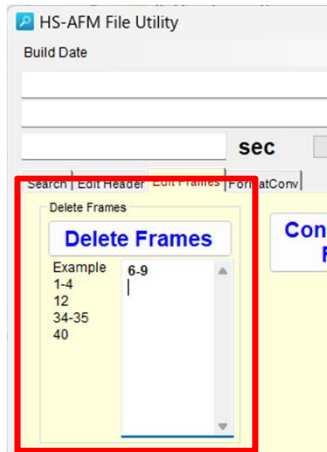 HS-AFM File Utility
Build Date
sec
Search
Edit Header
Edit Frames
FormatConv
Delete Frames
Delete Frames
Con
Example
1-4
12
34-35
40
6-9